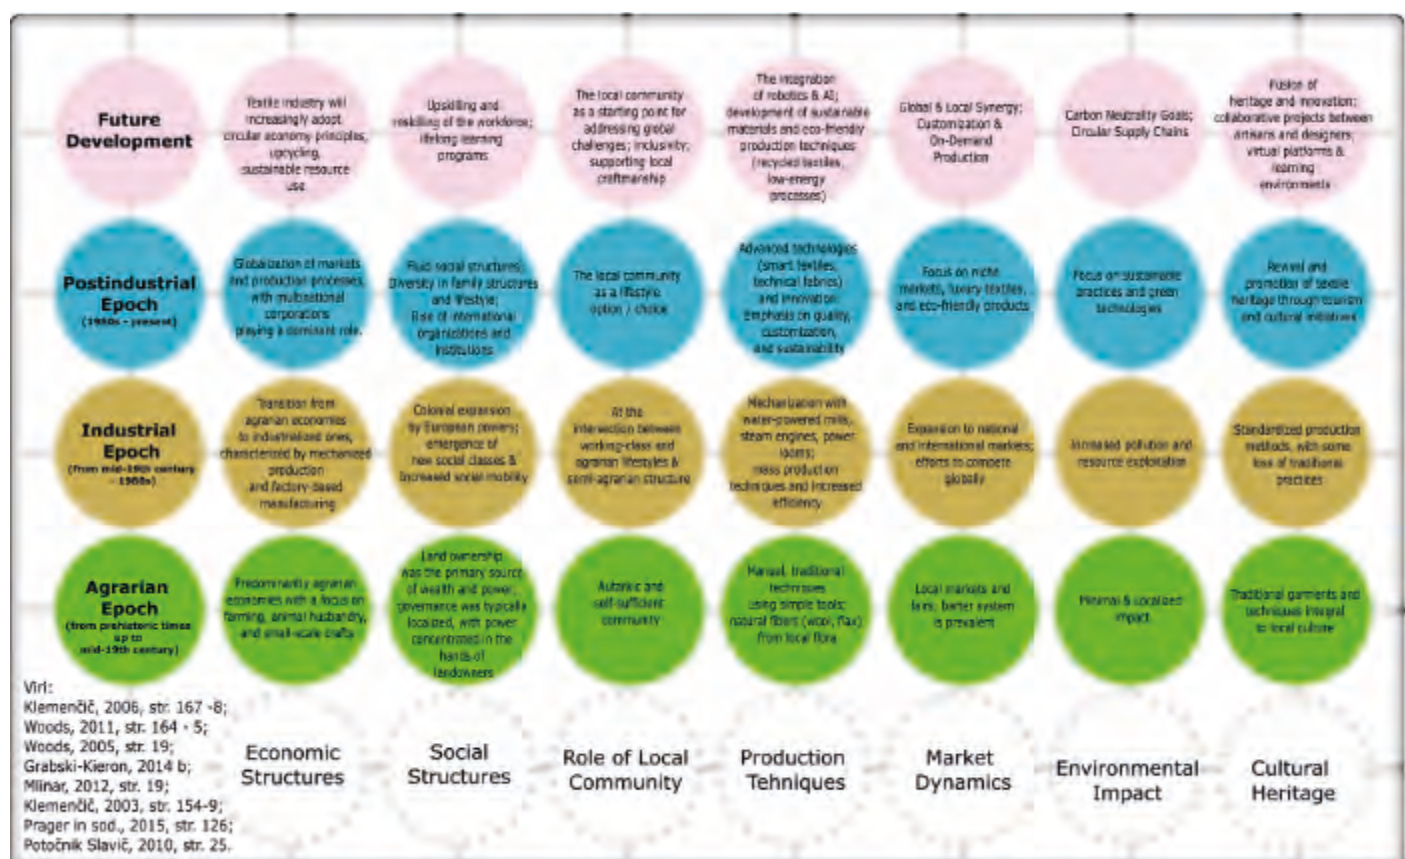 Future
Development
Textile industry will
increasingly adopt
circular economy principles,
upcycling,
sustainable resource
use
Upskilling and
reskilling of the workforce;
lifelong learning
programs
The local community
as a starting point for
addressing global
challenges; inclusivity;
supporting local
craftmanship
The integration
of robotics & AI;
development of sustainable
materials and eco-friendly
production techniques
(recycled textiles,
low-energy
processes)
Global & Local Synergy;
Customization &
On-Demand
Production
Carbon Neutrality Goals;
Circular Supply Chains
Fusion of
heritage and innovation;
collaborative projects between
artisans and designers;
virtual platforms &
learning
environments
Postindustrial
Epoch
(1980s - present)
Globalization of markets
and production processes,
with multinational
corporations
playing a dominant role.
Fluid social structures;
Diversity in family structures
and lifestyle;
Rise of international
organizations and
institutions
The local community
as a lifestyle
option / choice
Advanced technologies
(smart textiles,
technical fabrics)
and innovation;
emphasis on quality,
customization,
and sustainability
Focus on niche
markets, luxury textiles,
and eco-friendly products
Focus on sustainable
practices and green
technologies
Revival and
promotion of textile
heritage through tourism
and cultural initiatives
Industrial
Epoch
(from mid-19th century
Transition from
agrarian economies
to industrialized ones,
characterized by mechanized
production
and factory-based
manufacturing
Colonial expansion
by European powers;
emergence of
new social classes &
increased social mobility
At the
intersection between
working-class and
agrarian lifestyles &
semi-agrarian structure
Mechanization with
water-powered mills,
steam engines, power
looms;
mass production
techniques and increased
efficiency
Expansion to national
and international markets;
efforts to compete
globally
Increased pollution and
resource exploitation
Standardized production
methods, with some
loss of traditional
practices
Agrarian
Epoch
(from prehistoric times
up to
mid-19th century)
Predominantly agrarian
economies with a focus on
farming, animal husbandry,
and small-scale crafts
Land ownership
was the primary source
of wealth and power;
governance was typically
localized, with power
concentrated in the
hands of
landowners
Autarkic and
self-sufficient
community
Manual, traditional
techniques
using simple tools;
natural fibers (wool, flax)
from local flora
Local markets and
fairs; barter system
is prevalent
Minimal & Localized
impact
Traditional garments and
techniques integral
to local culture
Viri:
Klemenčič, 2006, str. 167 -8;
Woods, 2011, str. 164 - 5;
Woods, 2005, str. 19;
Grabski-Kieron, 2014 b;
Mlinar, 2012, str. 19;
Klemenčič, 2003, str. 154-9;
Prager in sod., 2015, str. 126;
Potočnik Slavič, 2010, str. 25.
Economic
Structures
Social
Structures
Role of Local
Community
Production
Tehniques
Market
Dynamics
Environmental
Impact
Cultural
Heritage